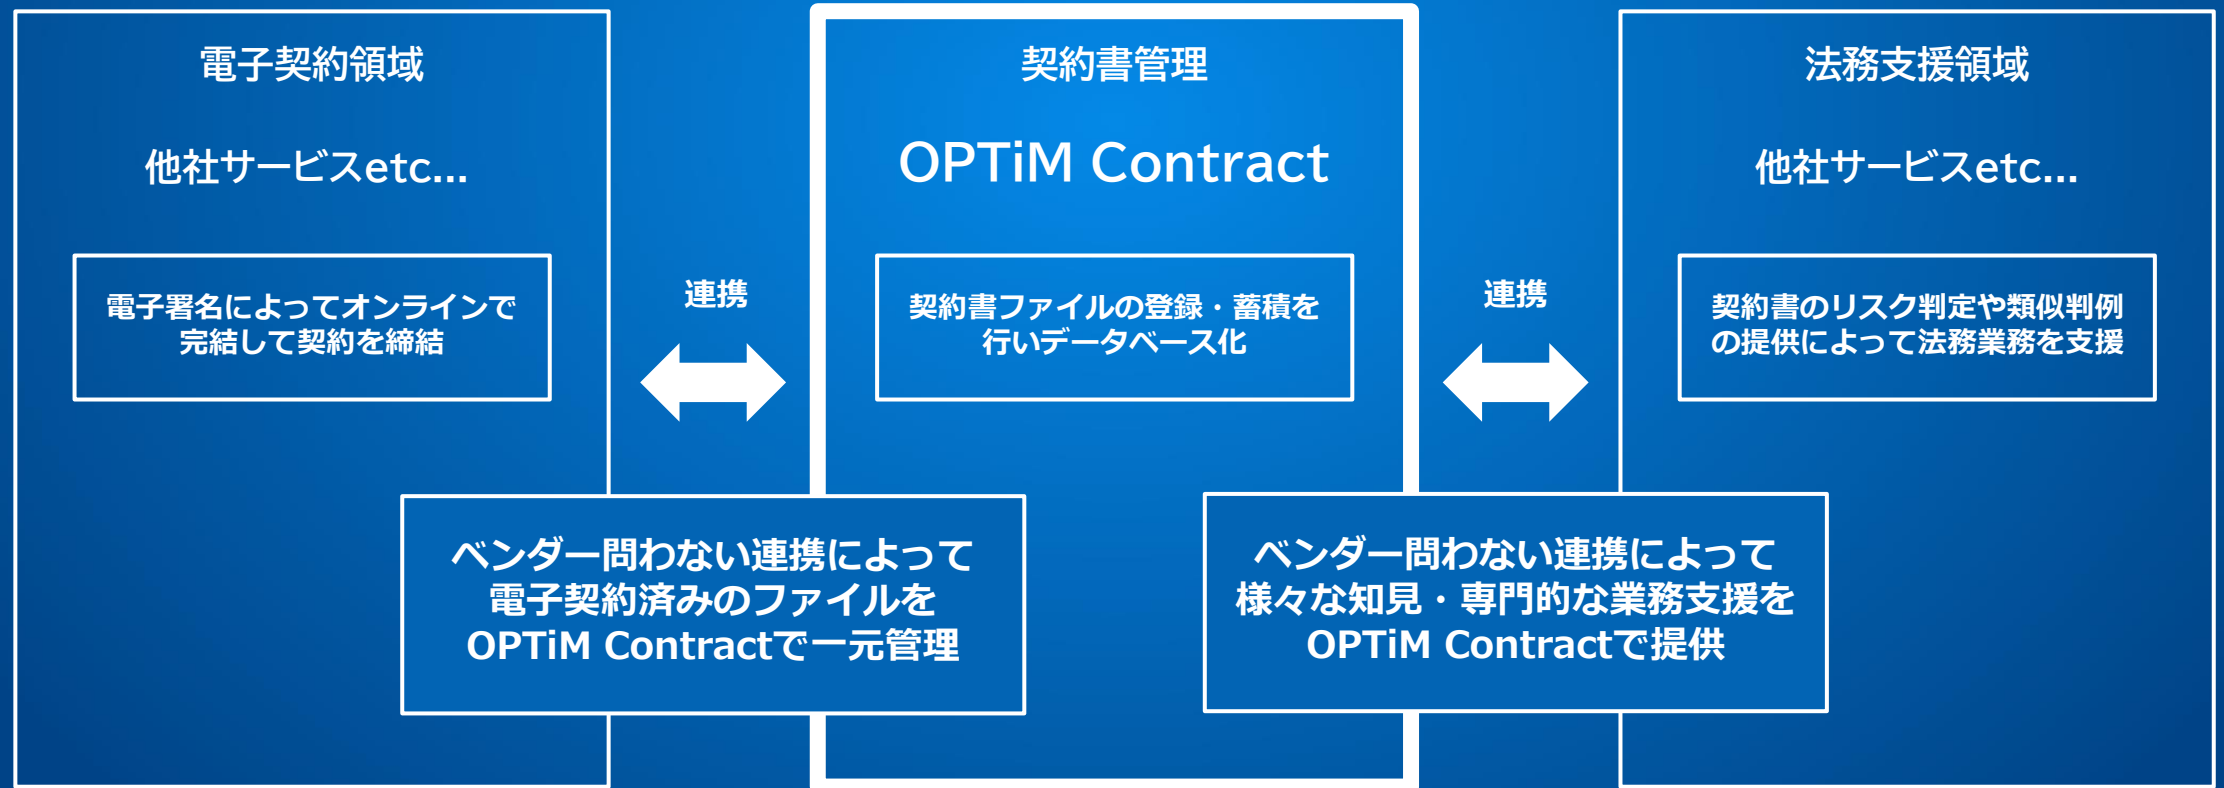 電子契約領域
他社サービスetc...
電子署名によってオンラインで
完結して契約を締結
連携
契約書管理
OPTiM Contract
契約書ファイルの登録・蓄積を
行いデータベース化
連携
法務支援領域
他社サービスetc...
契約書のリスク判定や類似判例
の提供によって法務業務を支援
ベンダー問わない連携によって
電子契約済みのファイルを
OPTiM Contractで一元管理
ベンダー問わない連携によって
様々な知見・専門的な業務支援を
OPTiM Contractで提供